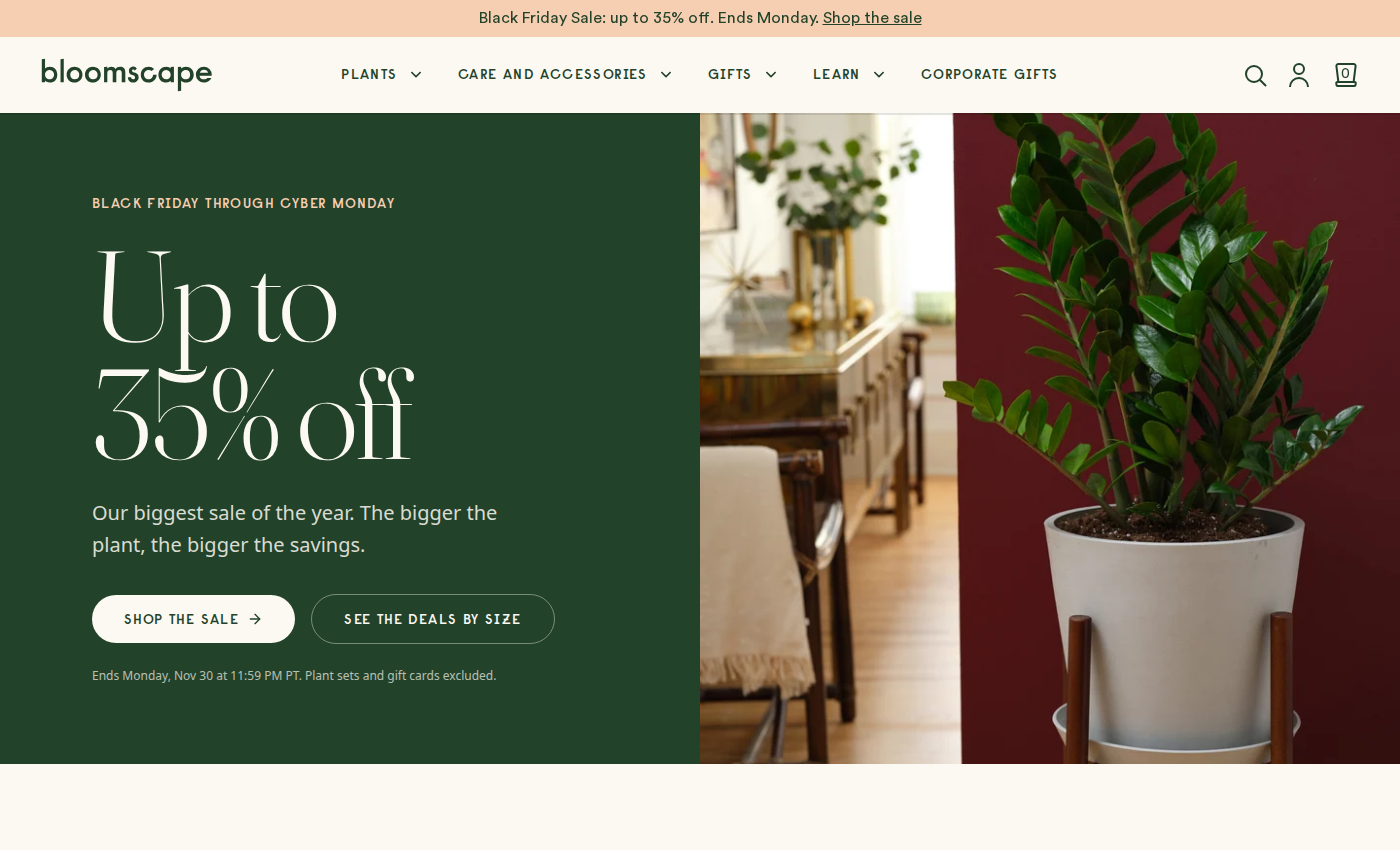 Black Friday Sale: up to 35% off. Ends Monday. Shop the sale
bloomscape
PLANTS
CARE AND ACCESSORIES
GIFTS
LEARN
CORPORATE GIFTS
0
BLACK FRIDAY THROUGH CYBER MONDAY
Up to
35% off
Our biggest sale of the year. The bigger the
plant, the bigger the savings.
SHOP THE SALE →
SEE THE DEALS BY SIZE
Ends Monday, Nov 30 at 11:59 PM PT. Plant sets and gift cards excluded.